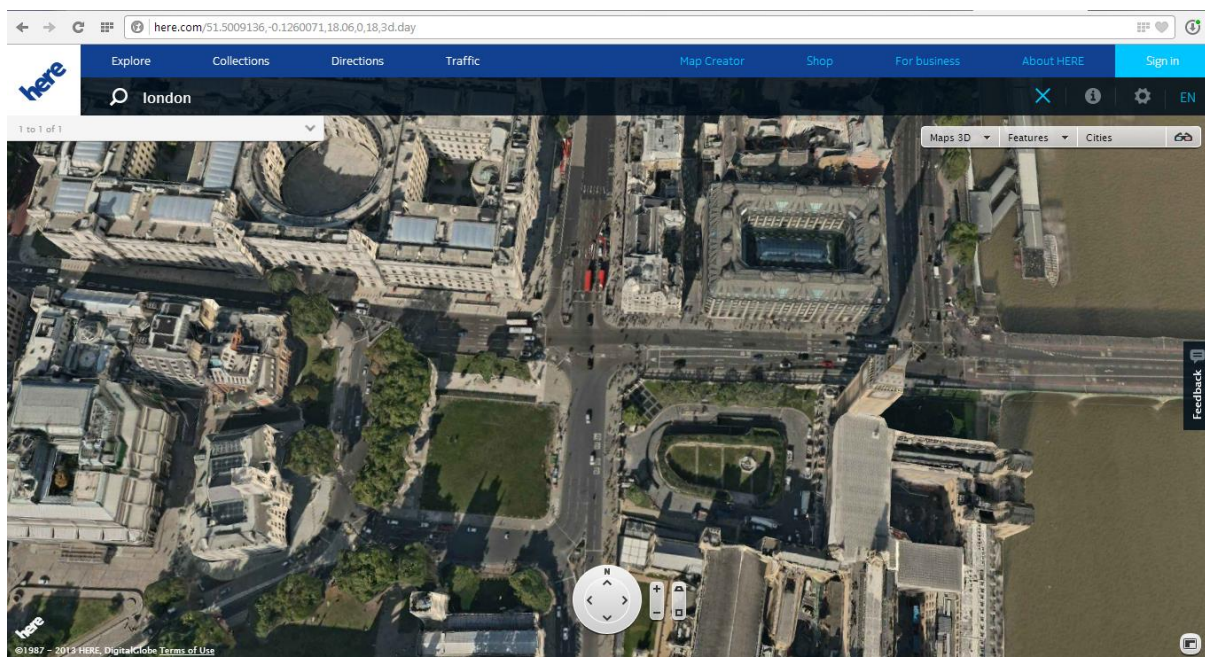 here.com/51.5009136,-0.1260071,18.06,0,18,3d.day
here
Explore Collections Directions Traffic Map Creator Shop For business About HERE Sign in
london
EN
1 to 1 of 1
Maps 3D Features Cities
Feedback
N
here
©1987 – 2013 HERE, DigitalGlobe Terms of Use